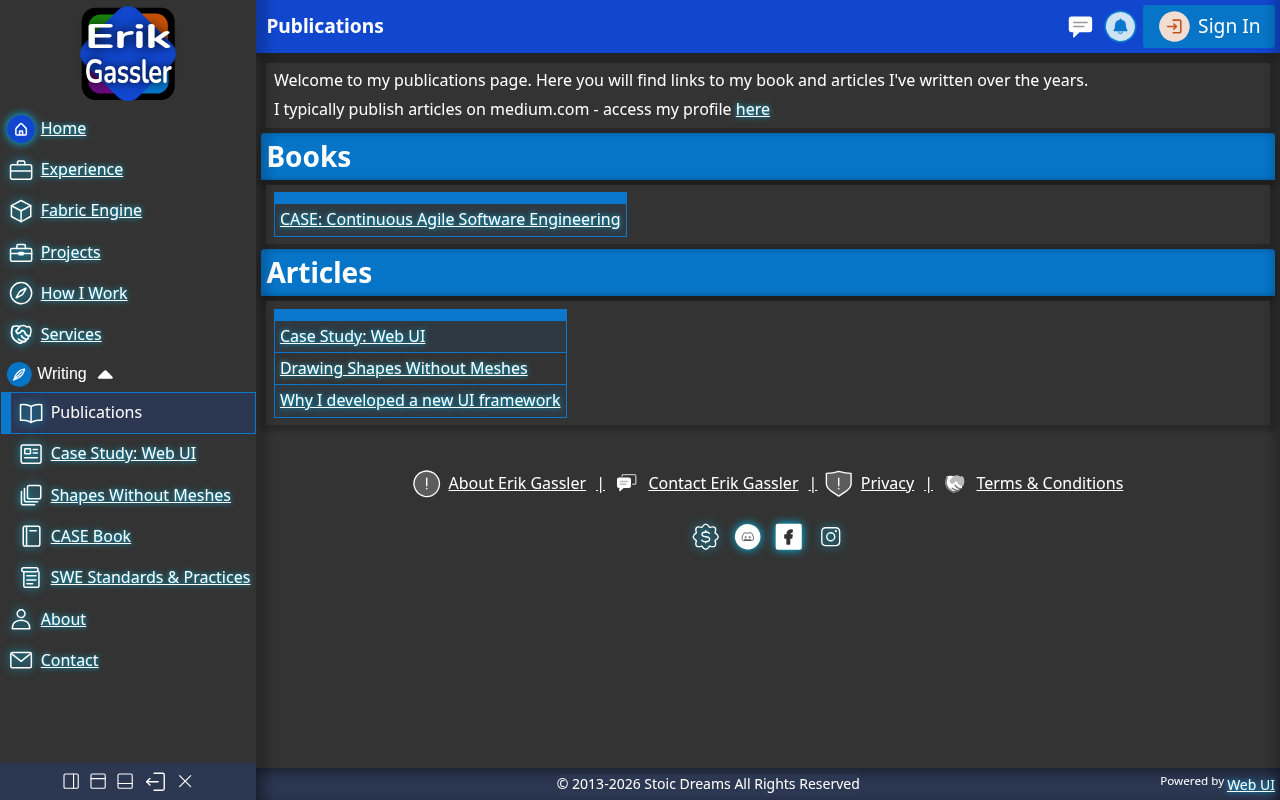 Erik
Gassler
Home
Experience
Fabric Engine
Projects
How I Work
Services
Writing
Publications
Case Study: Web UI
Shapes Without Meshes
CASE Book
SWE Standards & Practices
About
Contact
Publications
Sign In
Welcome to my publications page. Here you will find links to my book and articles I've written over the years.
I typically publish articles on medium.com - access my profile here
Books
CASE: Continuous Agile Software Engineering
Articles
Case Study: Web UI
Drawing Shapes Without Meshes
Why I developed a new UI framework
About Erik Gassler | Contact Erik Gassler | Privacy | Terms & Conditions
© 2013-2026 Stoic Dreams All Rights Reserved
Powered by Web UI